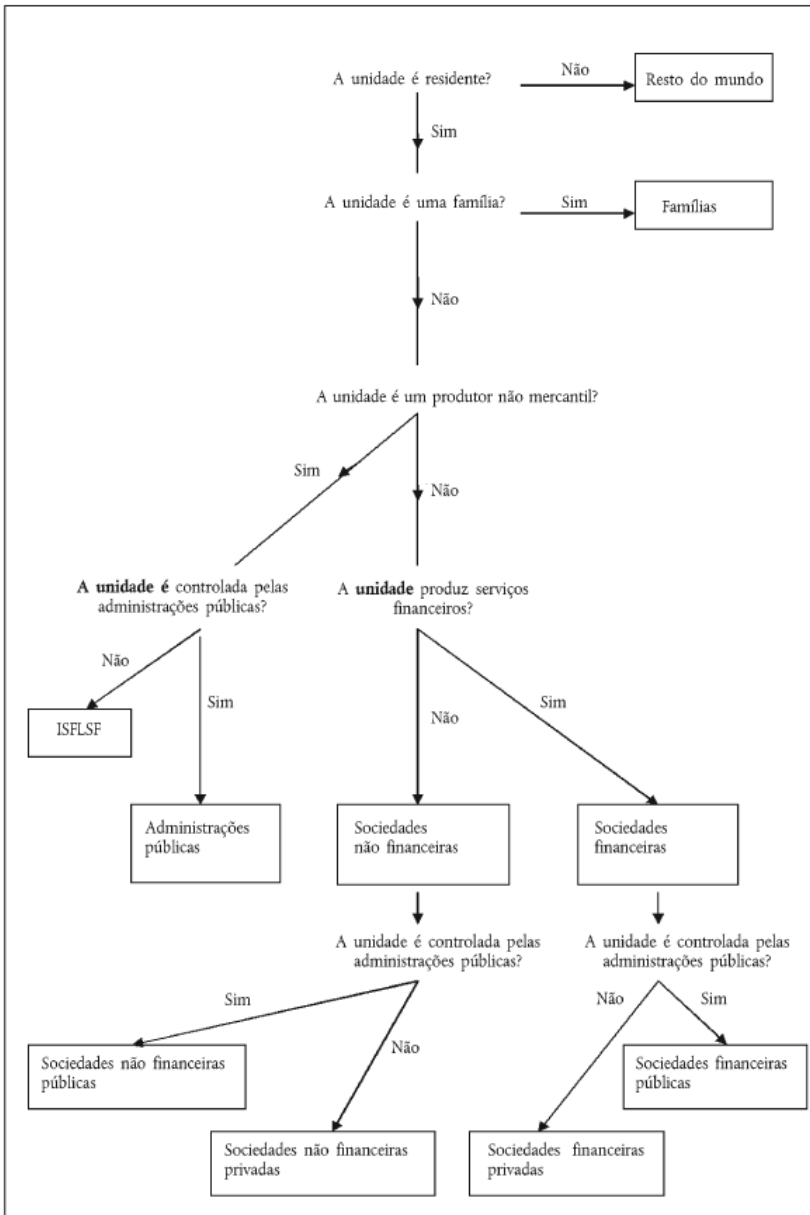 A unidade é residente?
Não
Resto do mundo
Sim
A unidade é uma família?
Sim
Famílias
Não
A unidade é um produtor não mercantil?
Sim
Não
A unidade é controlada pelas
administrações públicas?
A unidade produz serviços
financeiros?
Não
Sim
ISFLSF
Não
Sim
Administrações
públicas
Sociedades
não financeiras
Sociedades
financeiras
A unidade é controlada pelas
administrações públicas?
A unidade é controlada pelas
administrações públicas?
Sim
Não
Não
Sim
Sociedades não financeiras
públicas
Sociedades financeiras
públicas
Sociedades não financeiras
privadas
Sociedades financeiras
privadas